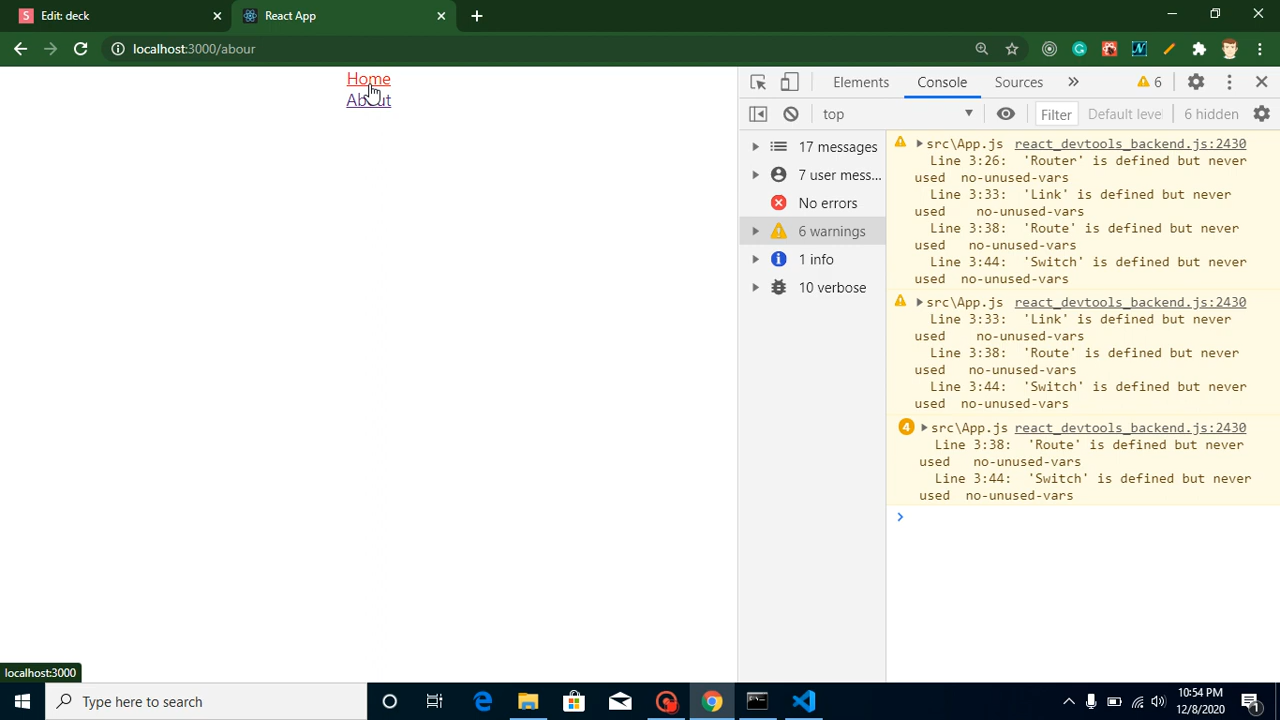 Edit: deck
React App
localhost:3000/abour
Home
About
Elements
Console
Sources
6
top
Filter
Default leve
6 hidden
17 messages
7 user mess...
No errors
6 warnings
1 info
10 verbose
src\App.js react_devtools_backend.js:2430
Line 3:26: 'Router' is defined but never
used no-unused-vars
Line 3:33: 'Link' is defined but never
used no-unused-vars
Line 3:38: 'Route' is defined but never
used no-unused-vars
Line 3:44: 'Switch' is defined but never
used no-unused-vars
src\App.js react_devtools_backend.js:2430
Line 3:33: 'Link' is defined but never
used no-unused-vars
Line 3:38: 'Route' is defined but never
used no-unused-vars
Line 3:44: 'Switch' is defined but never
used no-unused-vars
4 src\App.js react_devtools_backend.js:2430
Line 3:38: 'Route' is defined but never
used no-unused-vars
Line 3:44: 'Switch' is defined but never
used no-unused-vars
localhost:3000
Type here to search
10:54 PM
12/8/2020
1